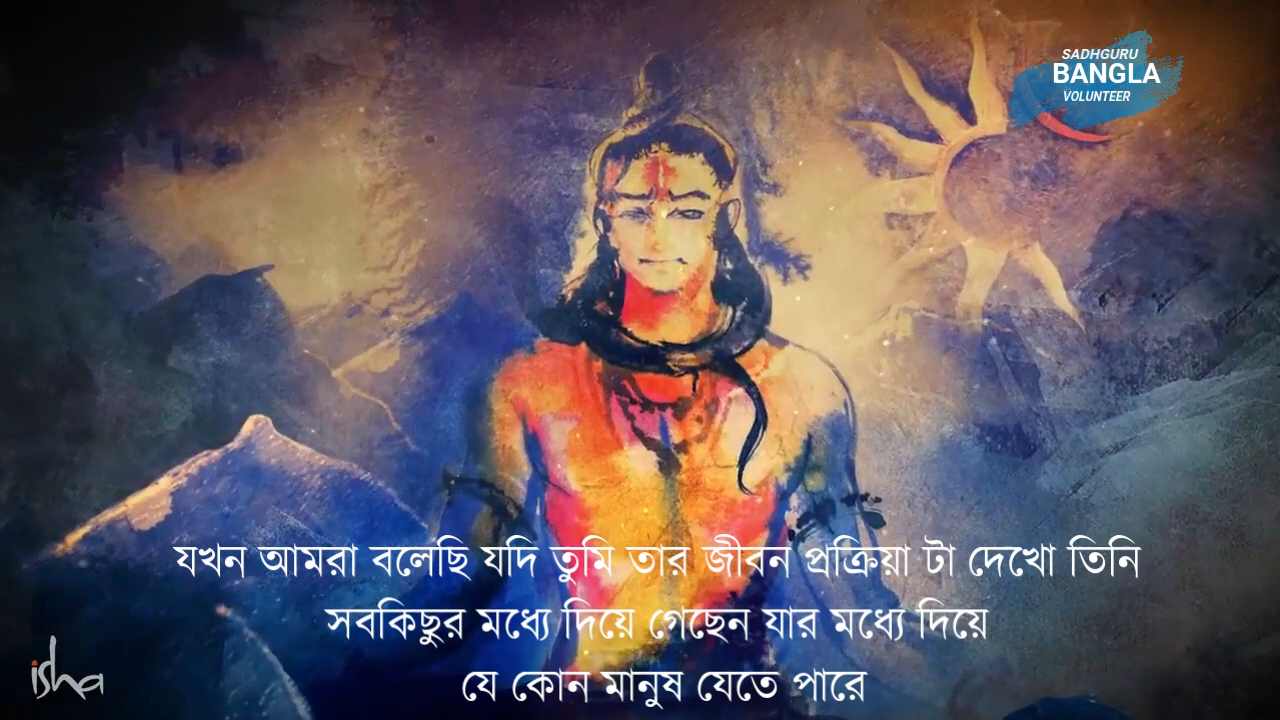 SADHGURU
BANGLA
VOLUNTEER
যখন আমরা বলেছি যদি তুমি তার জীবন প্রক্রিয়া টা দেখো তিনি
সবকিছুর মধ্যে দিয়ে গেছেন যার মধ্যে দিয়ে
যে কোন মানুষ যেতে পারে
isha